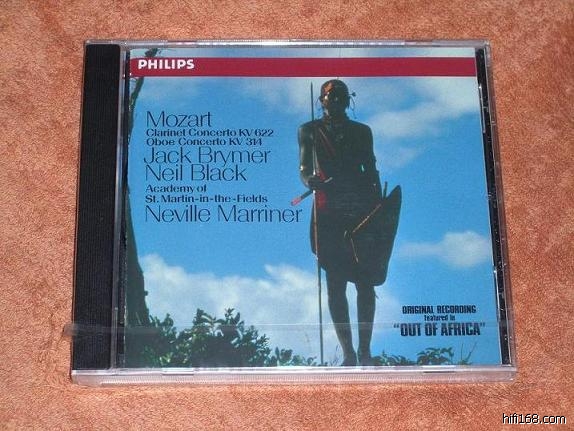 PHILIPS
Mozart
Clarinet Concerto KV 622
Oboe Concerto KV 314
Jack Brymer
Neil Black
Academy of
St. Martin-in-the-Fields
Neville Marriner
ORIGINAL RECORDING
featured in
"OUT OF AFRICA"
hifi168.com